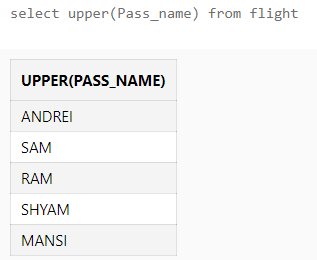 select upper(Pass_name) from flight
UPPER(PASS_NAME)
ANDREI
SAM
RAM
SHYAM
MANSI